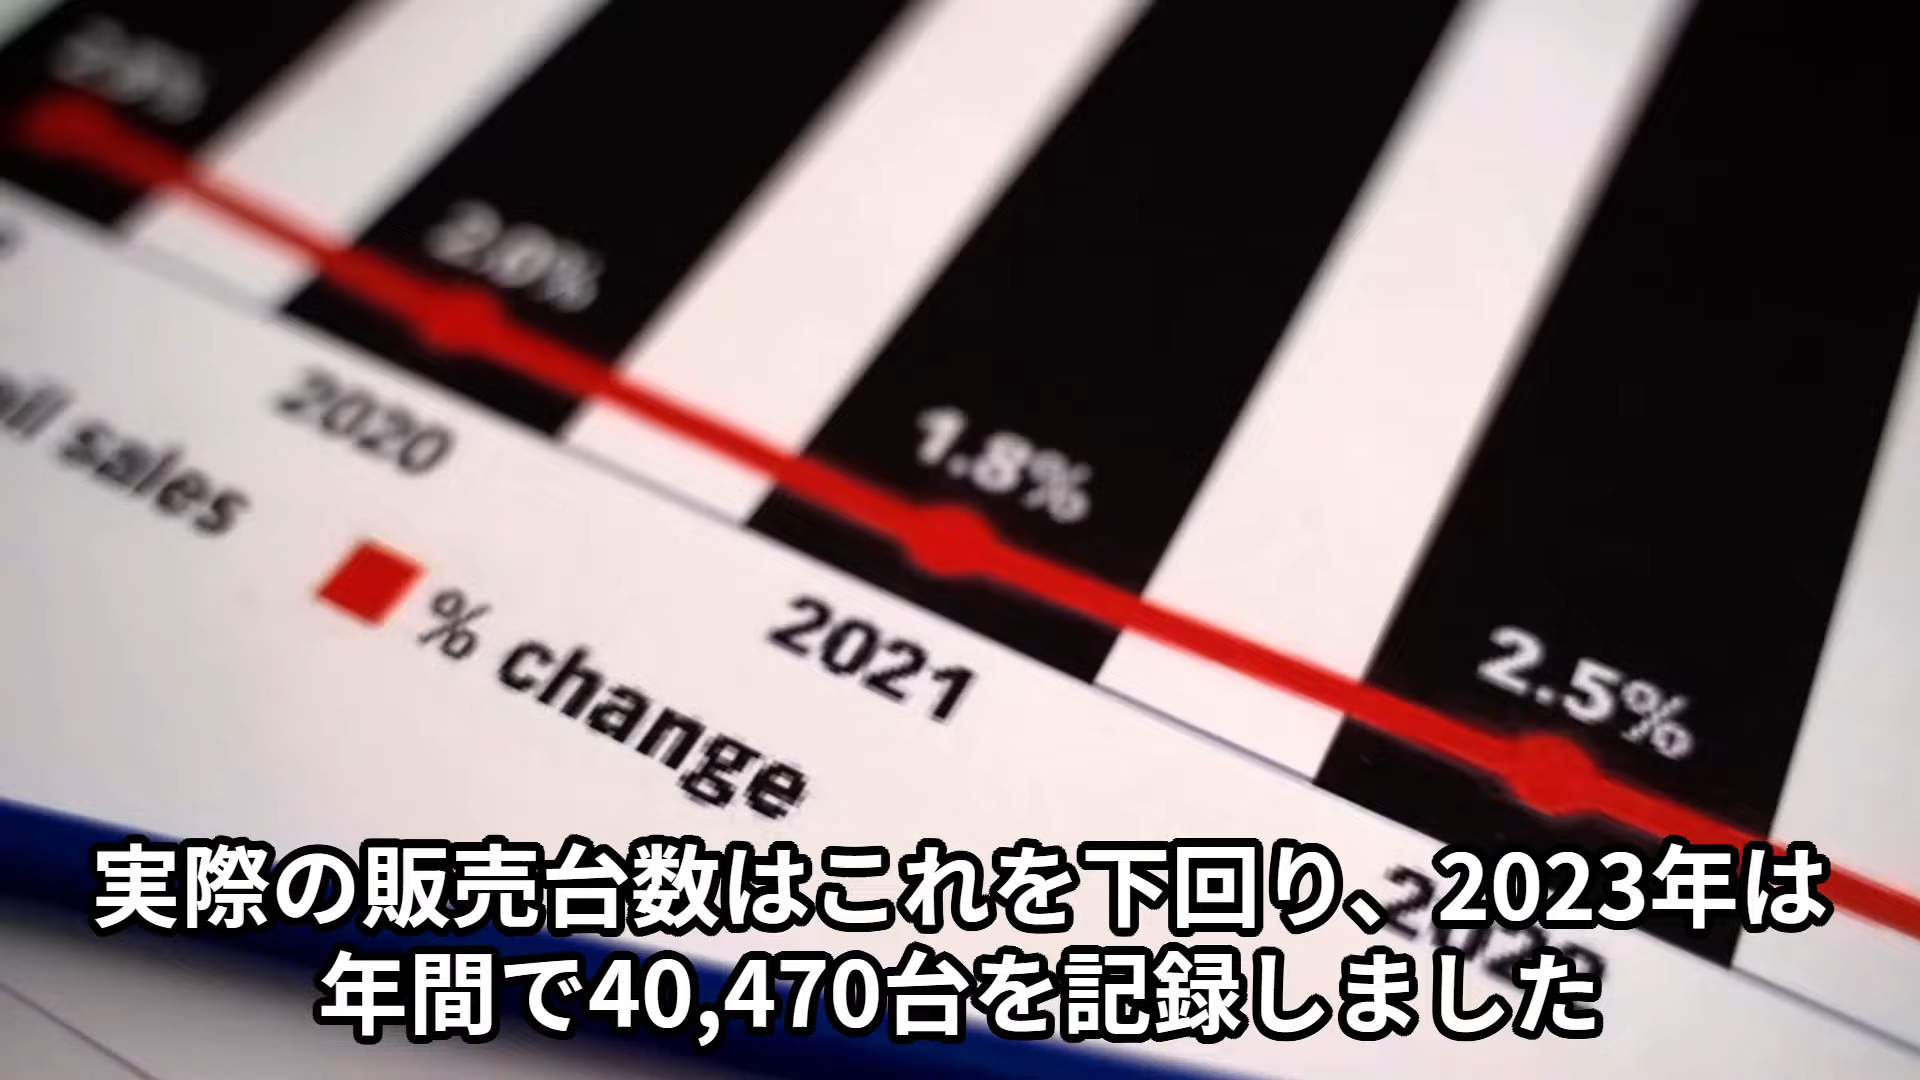 2.0%
2020
1.8%
sales
2021
% change
2.5%
2022
実際の販売台数はこれを下回り、2023年は
年間で40,470台を記録しました